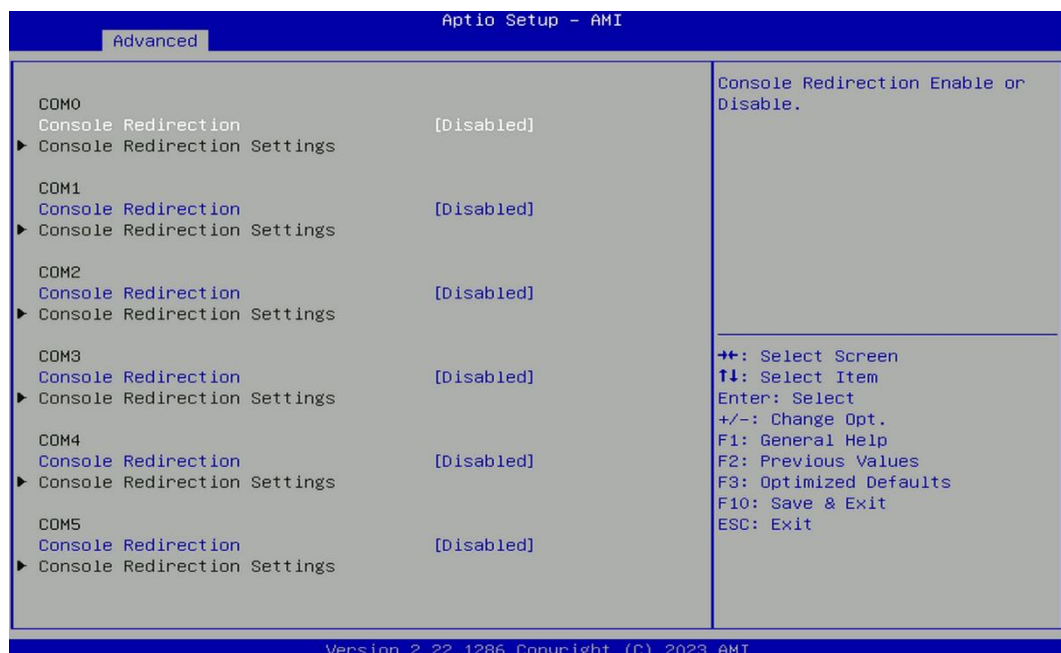 Aptio Setup – AMI
Advanced
COM0
Console Redirection [Disabled]
▶ Console Redirection Settings
COM1
Console Redirection [Disabled]
▶ Console Redirection Settings
COM2
Console Redirection [Disabled]
▶ Console Redirection Settings
COM3
Console Redirection [Disabled]
▶ Console Redirection Settings
COM4
Console Redirection [Disabled]
▶ Console Redirection Settings
COM5
Console Redirection [Disabled]
▶ Console Redirection Settings
Console Redirection Enable or
Disable.
→←: Select Screen
↑↓: Select Item
Enter: Select
+/-: Change Opt.
F1: General Help
F2: Previous Values
F3: Optimized Defaults
F10: Save & Exit
ESC: Exit
Version 2.22.1286 Copyright (C) 2023 AMI